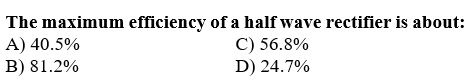 The maximum efficiency of a half wave rectifier is about:
A) 40.5% C) 56.8%
B) 81.2% D) 24.7%